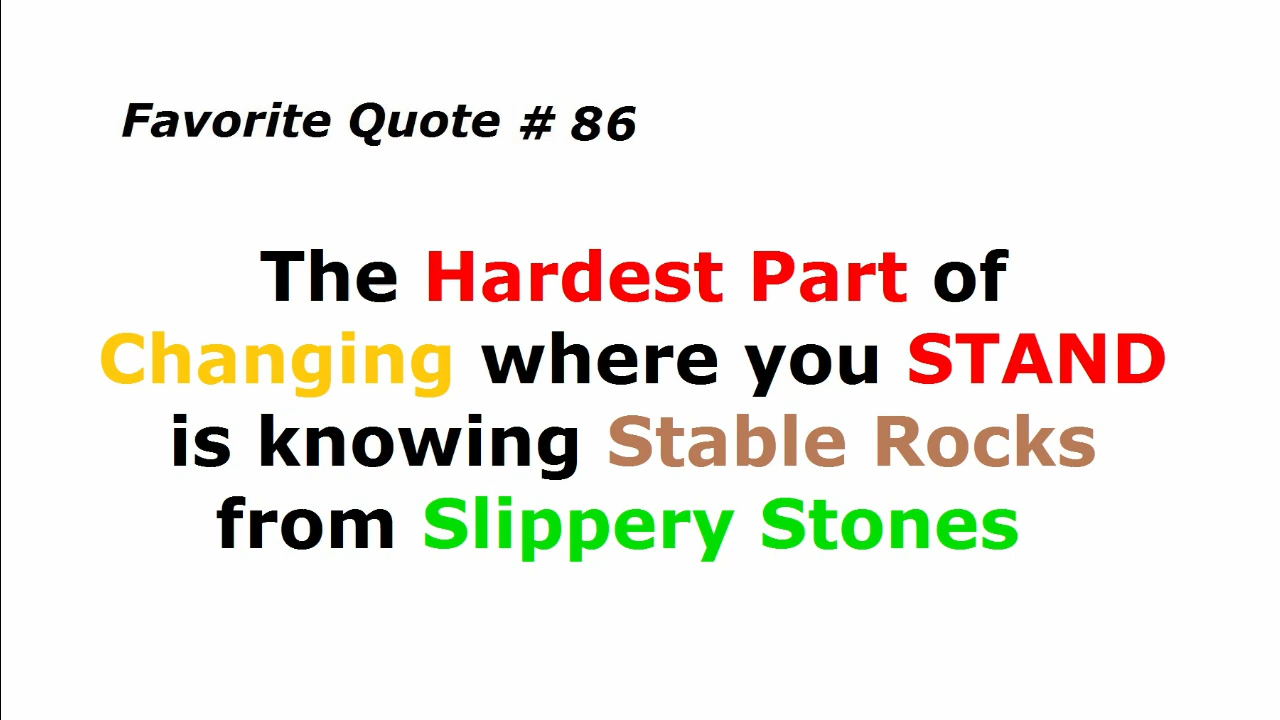 Favorite Quote # 86
The Hardest Part of
Changing where you STAND
is knowing Stable Rocks
from Slippery Stones